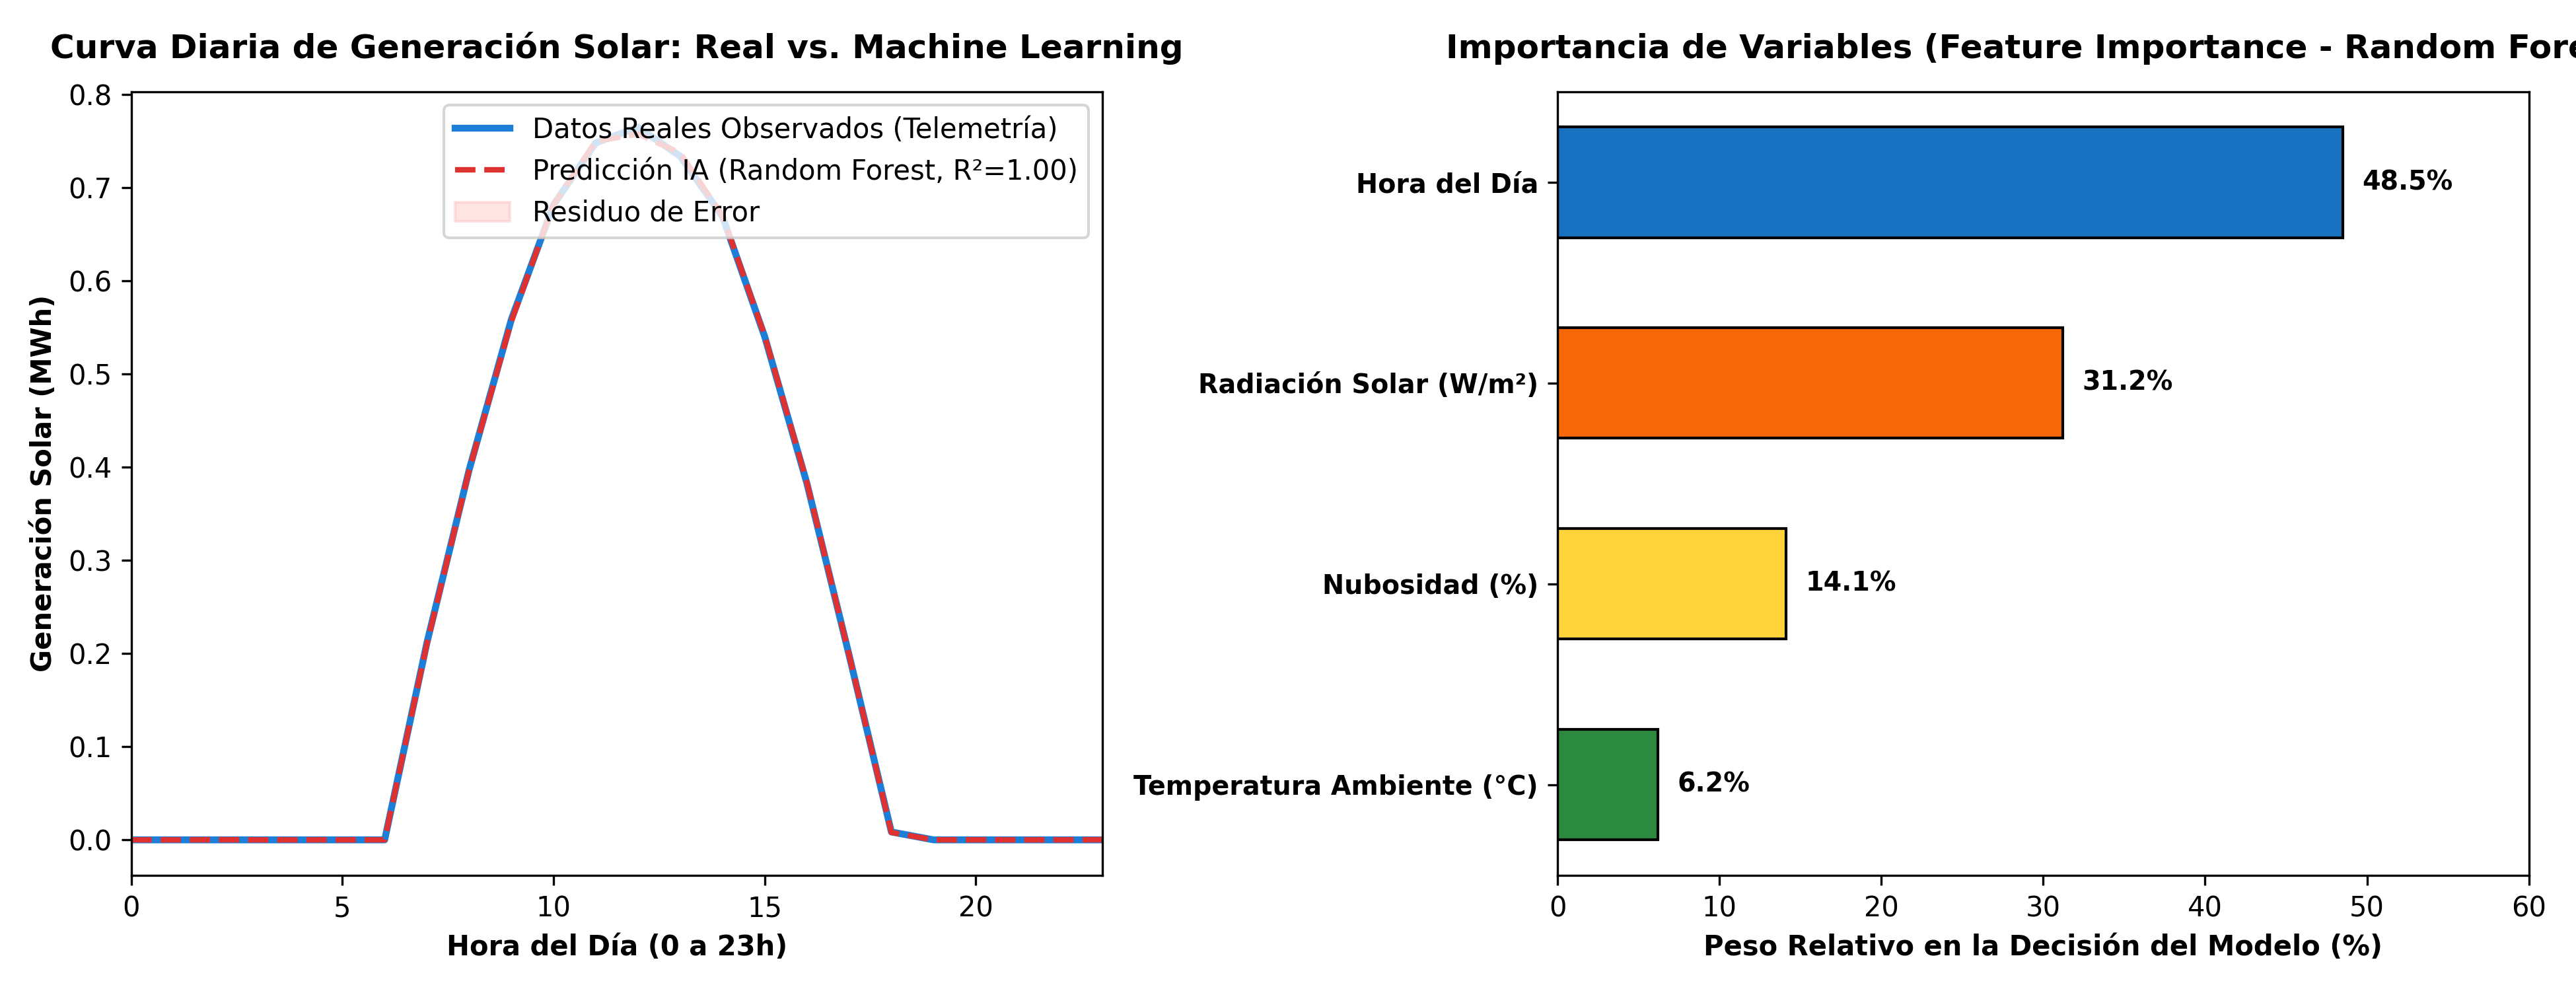 Curva Diaria de Generación Solar: Real vs. Machine Learning
Generación Solar (MWh)
0.8
0.7
0.6
0.5
0.4
0.3
0.2
0.1
0.0
Datos Reales Observados (Telemetría)
Predicción IA (Random Forest, R²=1.00)
Residuo de Error
0 5 10 15 20
Hora del Día (0 a 23h)
Importancia de Variables (Feature Importance - Random Fore
Hora del Día 48.5%
Radiación Solar (W/m²) 31.2%
Nubosidad (%) 14.1%
Temperatura Ambiente (°C) 6.2%
0 10 20 30 40 50 60
Peso Relativo en la Decisión del Modelo (%)